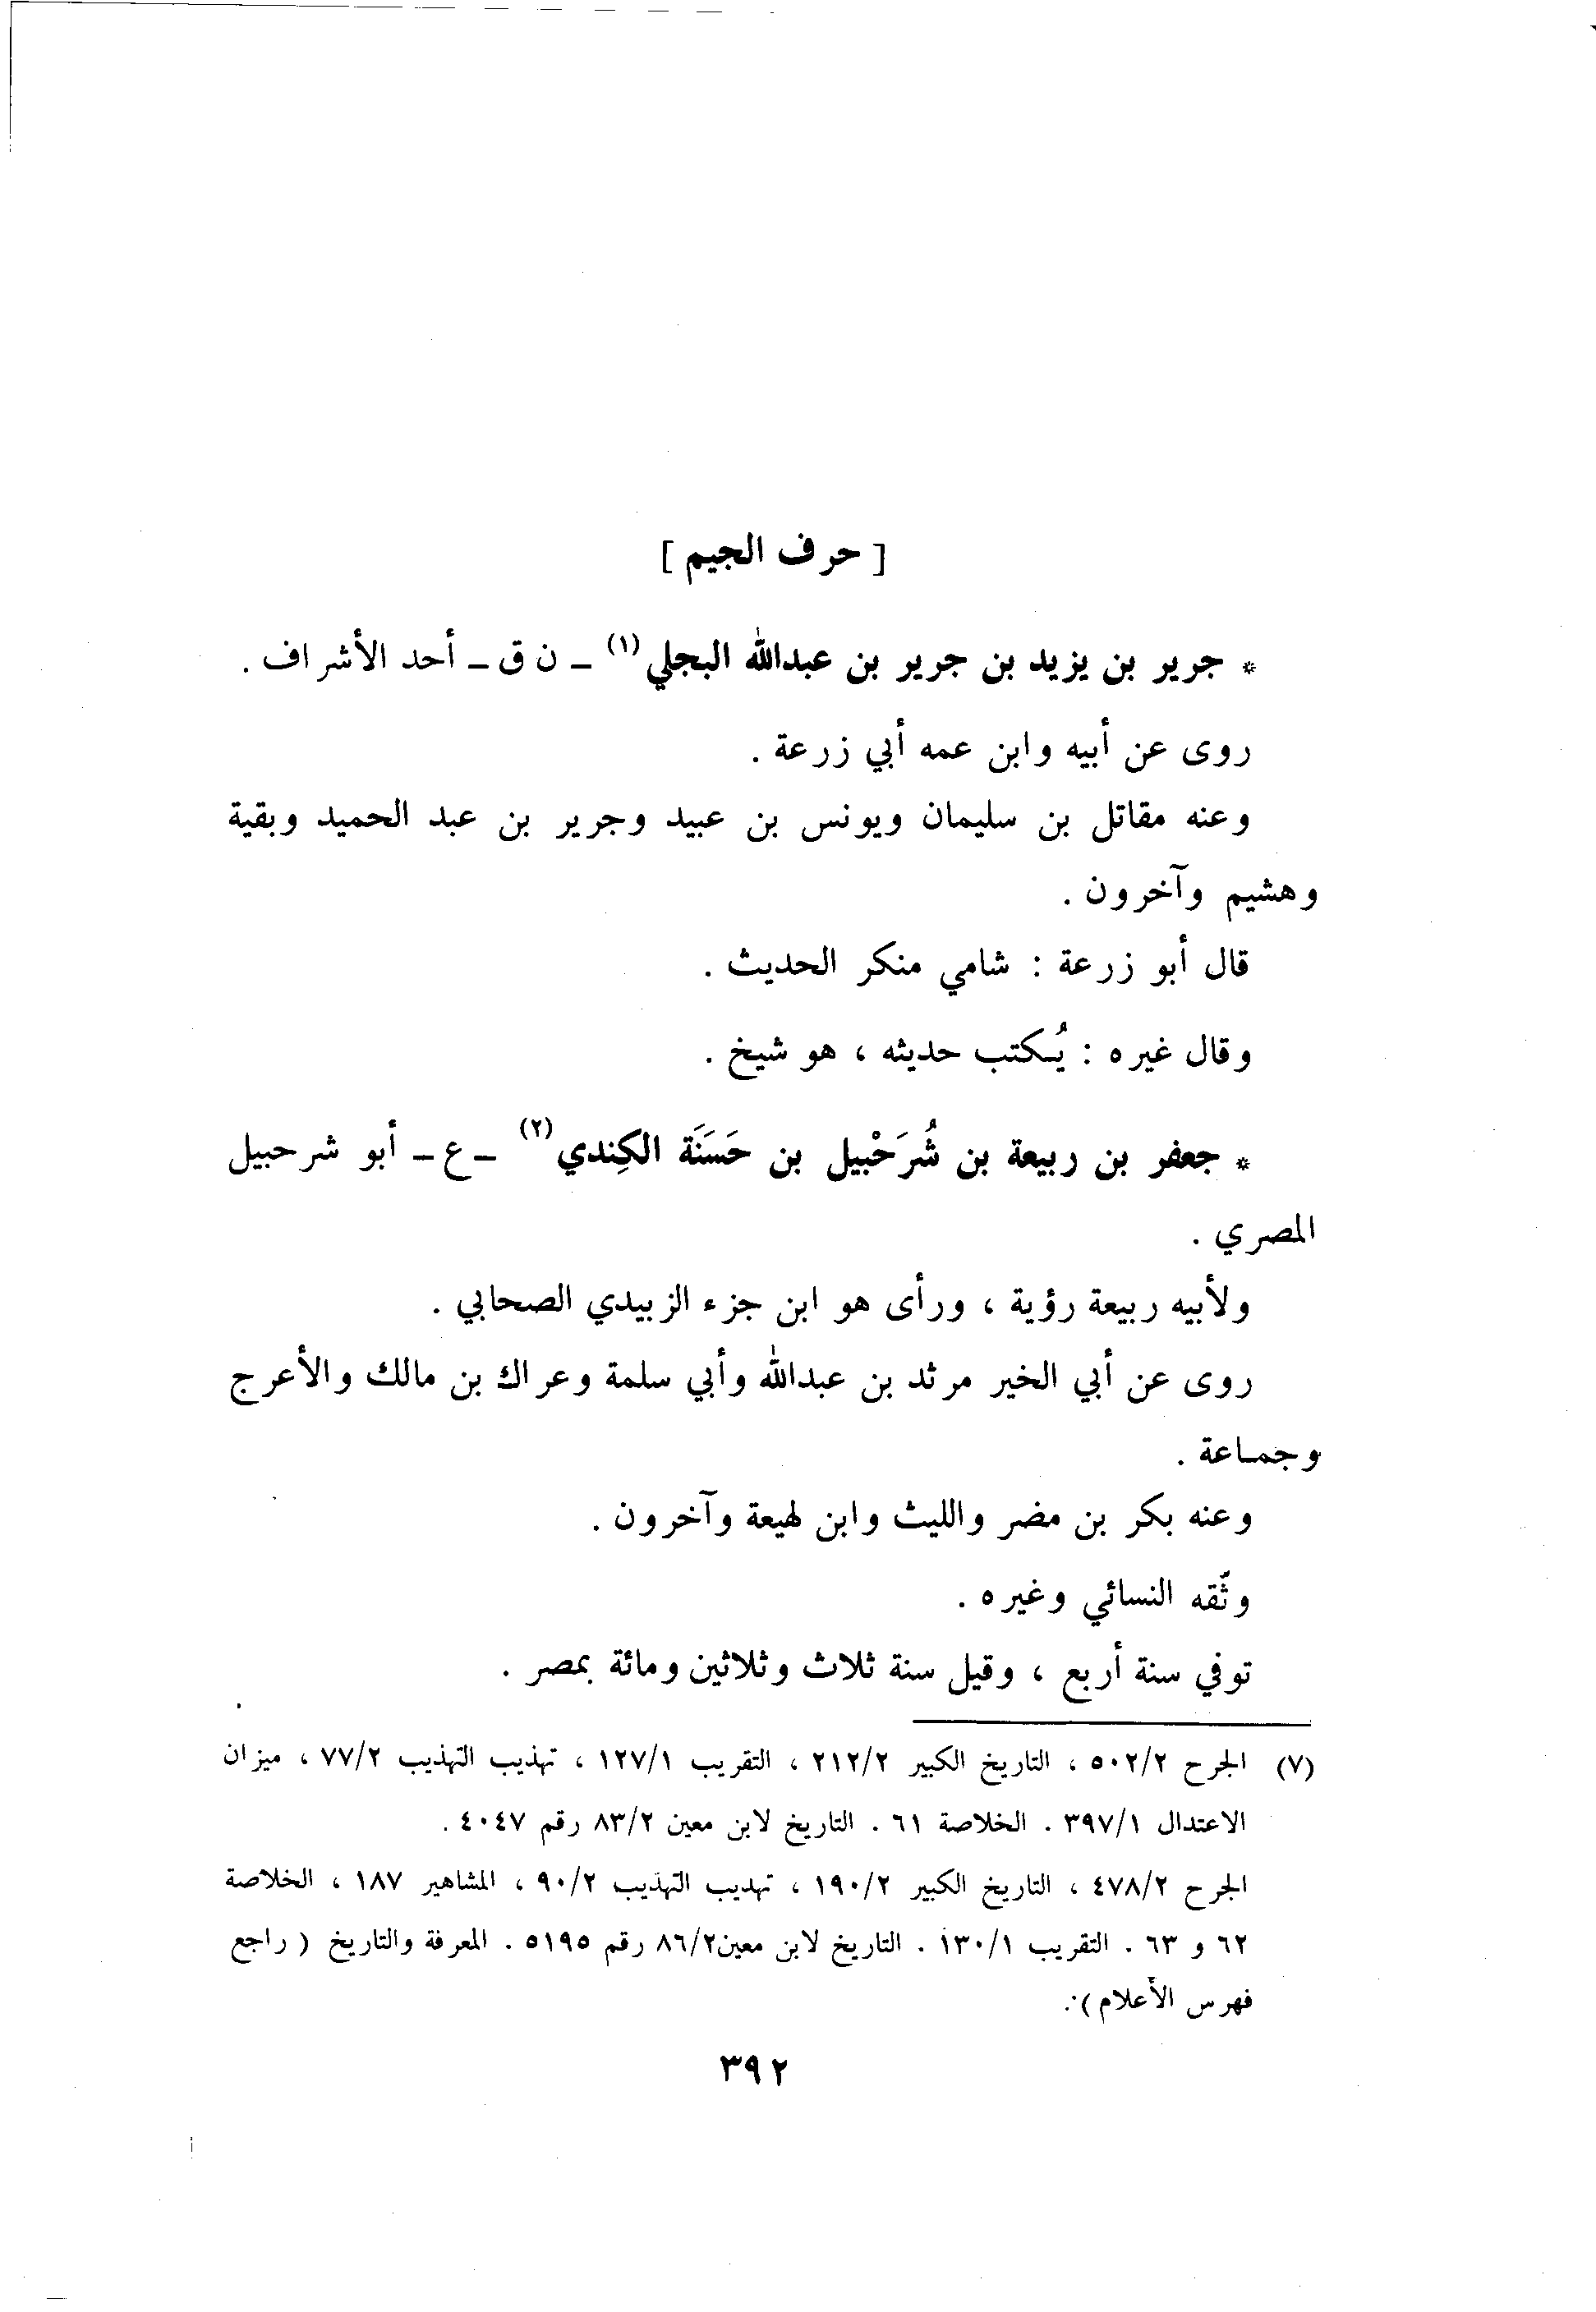 [ حرف الجيم ]
* جرير بن يزيد بن جرير بن عبدالله البجلي(١) ـ ن ق ـ أحد الأشراف .
روى عن أبيه وابن عمه أبي زرعة .
وعنه مقاتل بن سليمان ويونس بن عبيد وجرير بن عبد الحميد وبقية
وهشيم وآخرون .
قال أبو زرعة : شامي منكر الحديث .
وقال غيره : يُكتب حديثه ، هو شيخ .
* جعفر بن ربيعة بن شُرَحْبيل بن حَسَنَة الكِندي(٢) ـ ع ـ أبو شرحبيل
المصري .
ولأبيه ربيعة رؤية ، ورأى هو ابن جزء الزبيدي الصحابي .
روى عن أبي الخير مرثد بن عبدالله وأبي سلمة وعراك بن مالك والأعرج
وجماعة .
وعنه بكر بن مضر والليث وابن لهيعة وآخرون .
وثّقه النسائي وغيره .
توفي سنة أربع ، وقيل سنة ثلاث وثلاثين ومائة بمصر .
(٧) الجرح ٥٠٢/٢ ، التاريخ الكبير ٢١٢/٢ ، التقريب ١٢٧/١ ، تهذيب التهذيب ٧٧/٢ ، ميزان
الاعتدال ٣٩٧/١ . الخلاصة ٦١ . التاريخ لابن معين ٨٣/٢ رقم ٤٠٤٧ .
الجرح ٤٧٨/٢ ، التاريخ الكبير ١٩٠/٢ ، تهديب التهذيب ٩٠/٢ ، المشاهير ١٨٧ ، الخلاصة
٦٢ و ٦٣ . التقريب ١٣٠/١ . التاريخ لابن معين٨٦/٢ رقم ٥١٩٥ . المعرفة والتاريخ ( راجع
فهرس الأعلام ).
٣٩٢